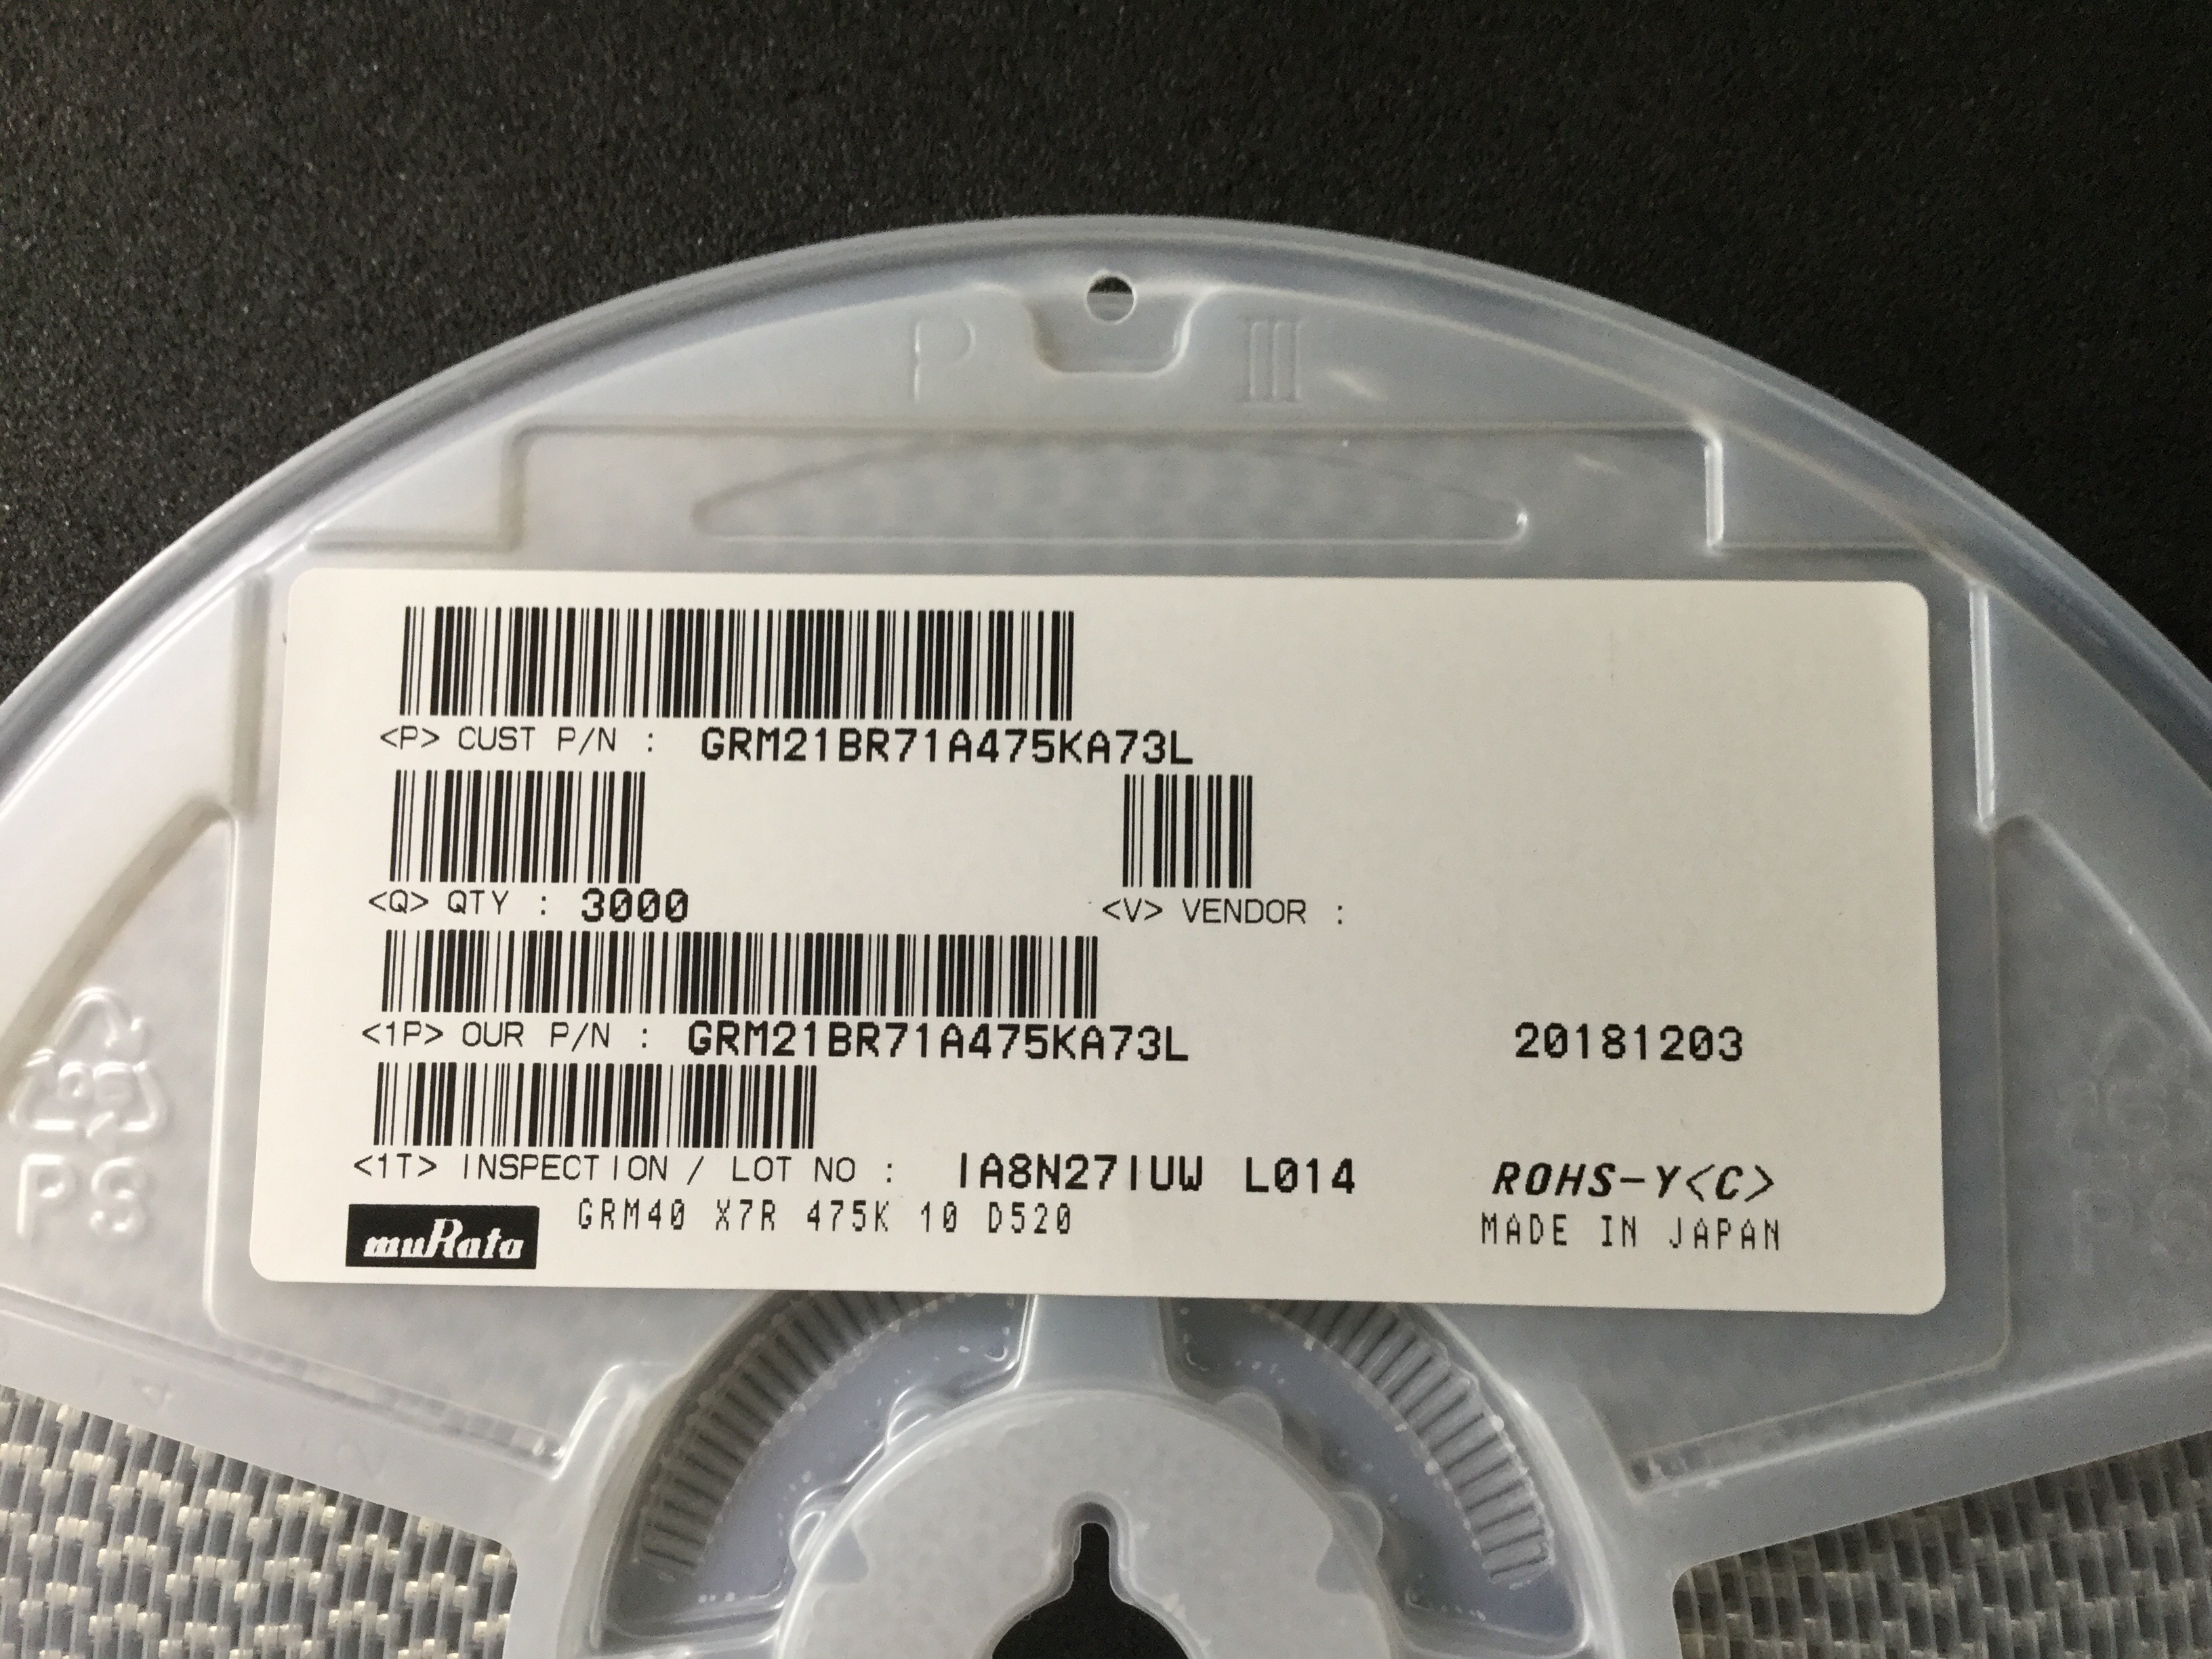 P III
<P> CUST P/N : GRM21BR71A475KA73L
<Q> QTY : 3000 <V> VENDOR :
<1P> OUR P/N : GRM21BR71A475KA73L 20181203
<1T> INSPECTION / LOT NO : IA8N27IUW L014 ROHS-Y<C>
muRata GRM40 X7R 475K 10 D520 MADE IN JAPAN
PS